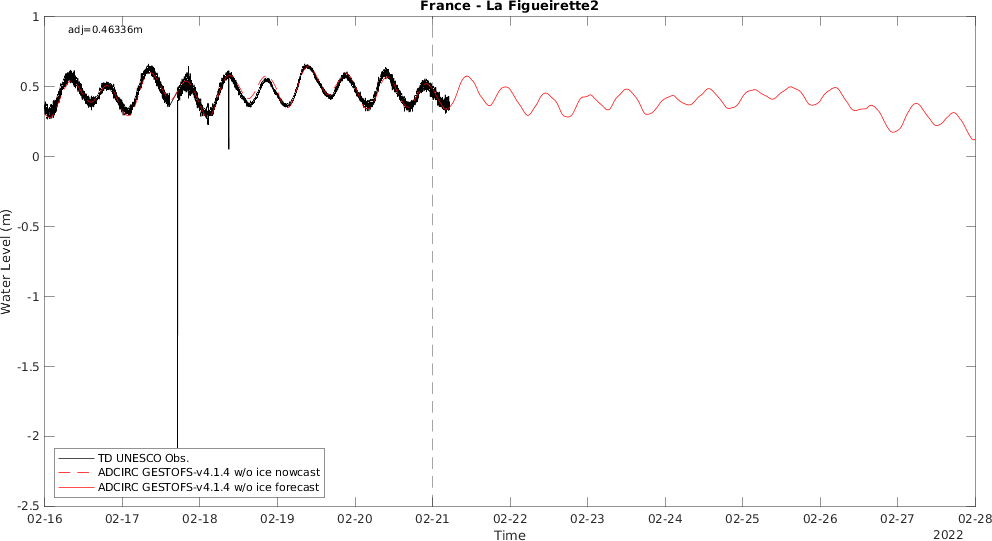 France - La Figueirette2
adj=0.46336m
1
0.5
0
-0.5
-1
-1.5
-2
-2.5
Water Level (m)
TD UNESCO Obs.
ADCIRC GESTOFS-v4.1.4 w/o ice nowcast
ADCIRC GESTOFS-v4.1.4 w/o ice forecast
02-16 02-17 02-18 02-19 02-20 02-21 02-22 02-23 02-24 02-25 02-26 02-27 02-28
Time
2022